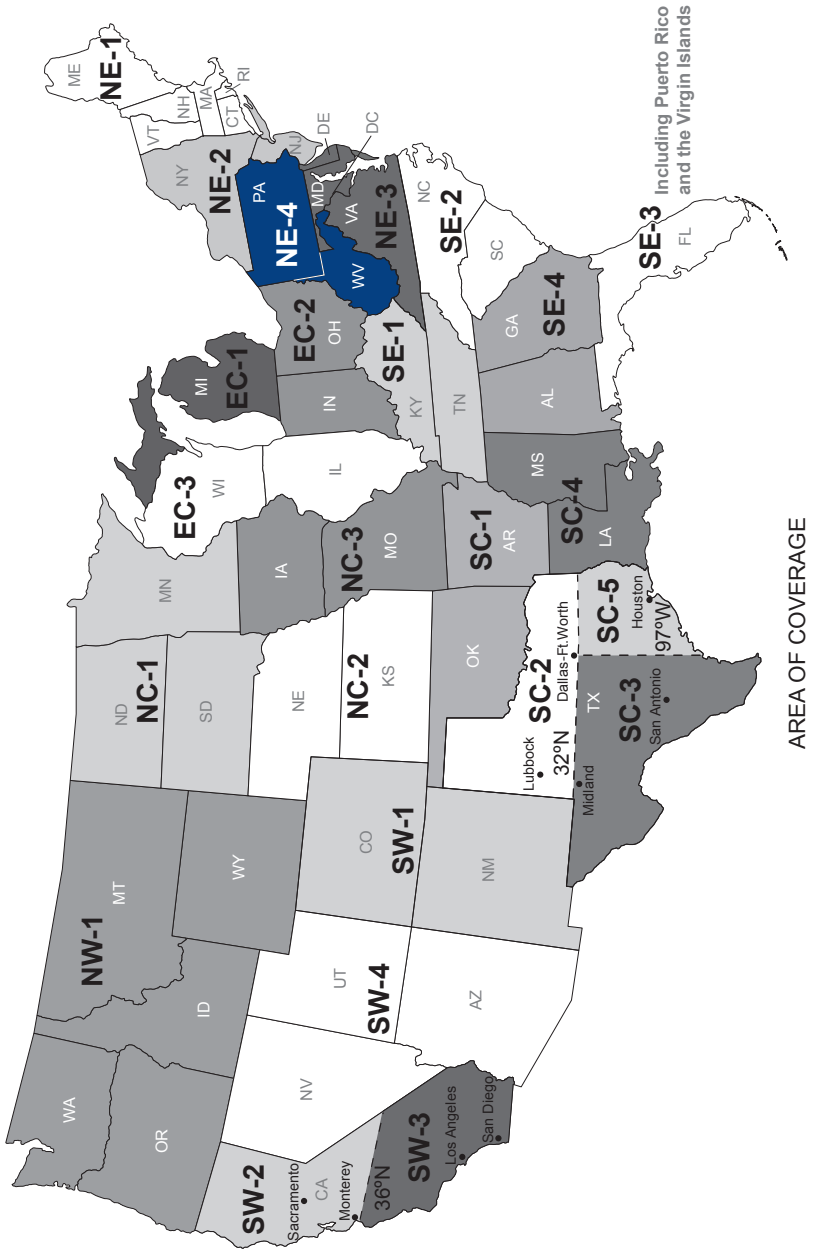 WA
OR
NW-1
MT
ID
WY
SW-2
Sacramento
CA
Monterey
36ºN
SW-3
Los Angeles
San Diego
NV
UT
SW-4
AZ
CO
SW-1
NM
ND
NC-1
SD
NE
NC-2
KS
OK
Lubbock
SC-2
32ºN
Dallas-Ft.Worth
Midland
TX
SC-3
San Antonio
SC-5
Houston
97ºW
MN
IA
NC-3
MO
SC-1
AR
SC-4
LA
MS
EC-3
WI
IL
MI
EC-1
IN
EC-2
OH
SE-1
KY
TN
AL
GA
SE-4
NC
SE-2
SC
SE-3
FL
Including Puerto Rico
and the Virgin Islands
NE-2
NY
PA
NE-4
WV
NE-3
VA
MD
DC
DE
NJ
CT
RI
MA
NH
VT
ME
NE-1
AREA OF COVERAGE